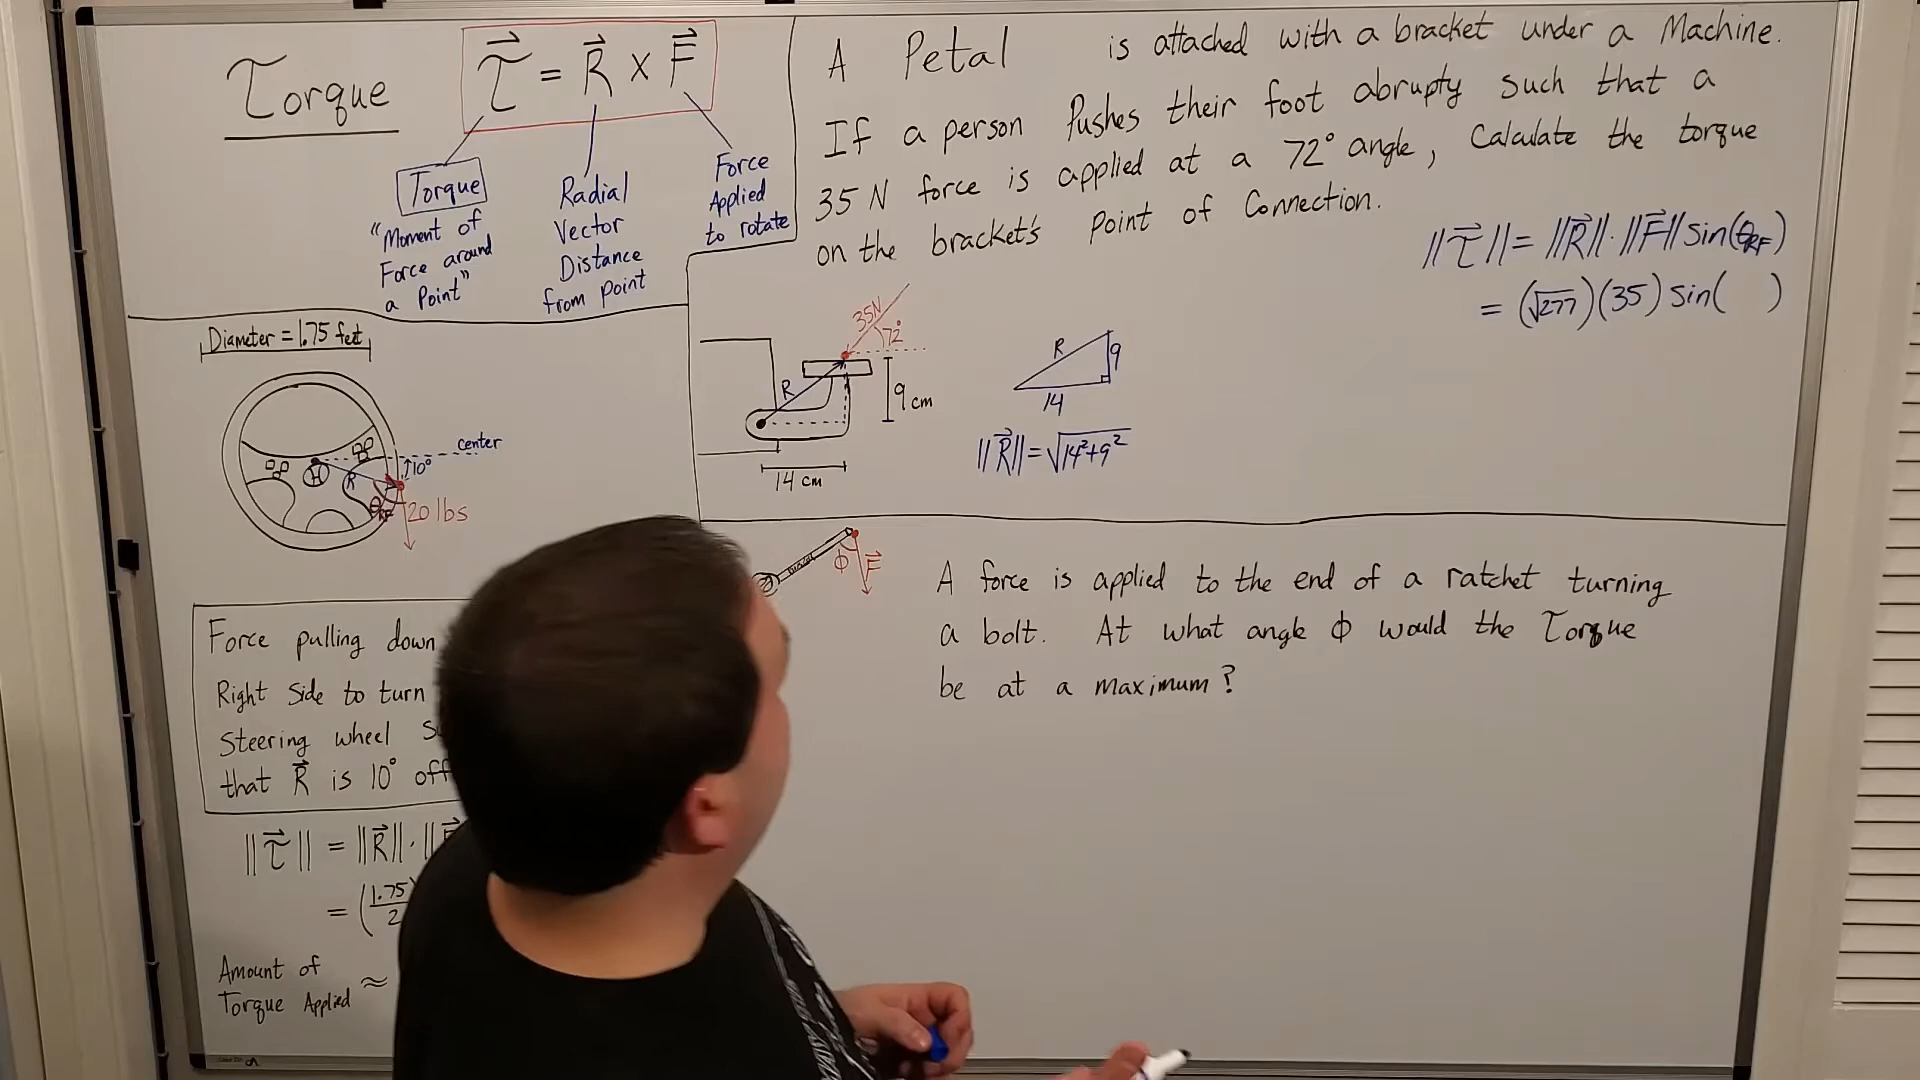 Torque
τ = R x F
Torque
"Moment of
Force around
a Point"
Radial
Vector
Distance
from point
Force
Applied
to rotate
A Petal is attached with a bracket under a Machine.
If a person Pushes their foot abrupty such that a
35 N force is applied at a 72° angle, Calculate the torque
on the bracket's Point of Connection.
||τ|| = ||R||·||F|| sin(θRF)
= (√277)(35) sin( )
35N
72°
R
9 cm
14 cm
R
9
14
||R|| = √14²+9²
Diameter = 1.75 feet
center
10°
H
R
θRF
20 lbs
Force pulling down
Right Side to turn
Steering wheel
that R is 10° off
||τ|| = ||R||·||
= (1.75/2
Amount of
Torque Applied ≈
Φ
F
A force is applied to the end of a ratchet turning
a bolt. At what angle Φ would the Torque
be at a maximum?